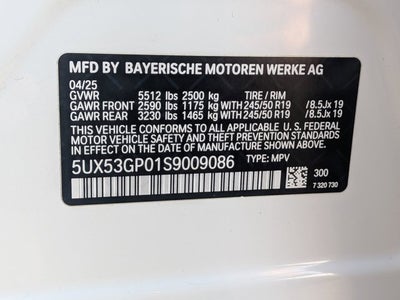 MFD BY BAYERISCHE MOTOREN WERKE AG
04/25 TIRE / RIM
GVWR 5512 lbs 2500 kg
GAWR FRONT 2590 lbs 1175 kg WITH 245/50 R19 / 8.5Jx 19
GAWR REAR 3230 lbs 1465 kg WITH 245/50 R19 / 8.5Jx 19
THIS VEHICLE CONFORMS TO ALL APPLICABLE U. S. FEDERAL
MOTOR VEHICLE SAFETY, BUMPER AND THEFT PREVENTION STANDARDS
IN EFFECT ON THE DATE OF MANUFACTURE SHOWN ABOVE.
5UX53GP01S9009086 TYPE: MPV
300
7 320 730